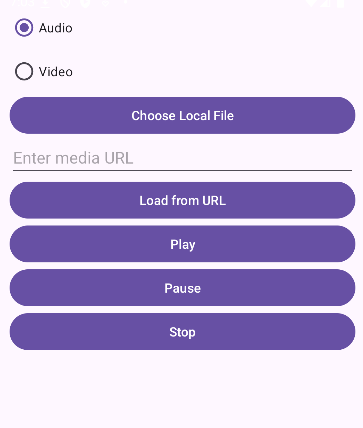 Audio
Video
Choose Local File
Enter media URL
Load from URL
Play
Pause
Stop